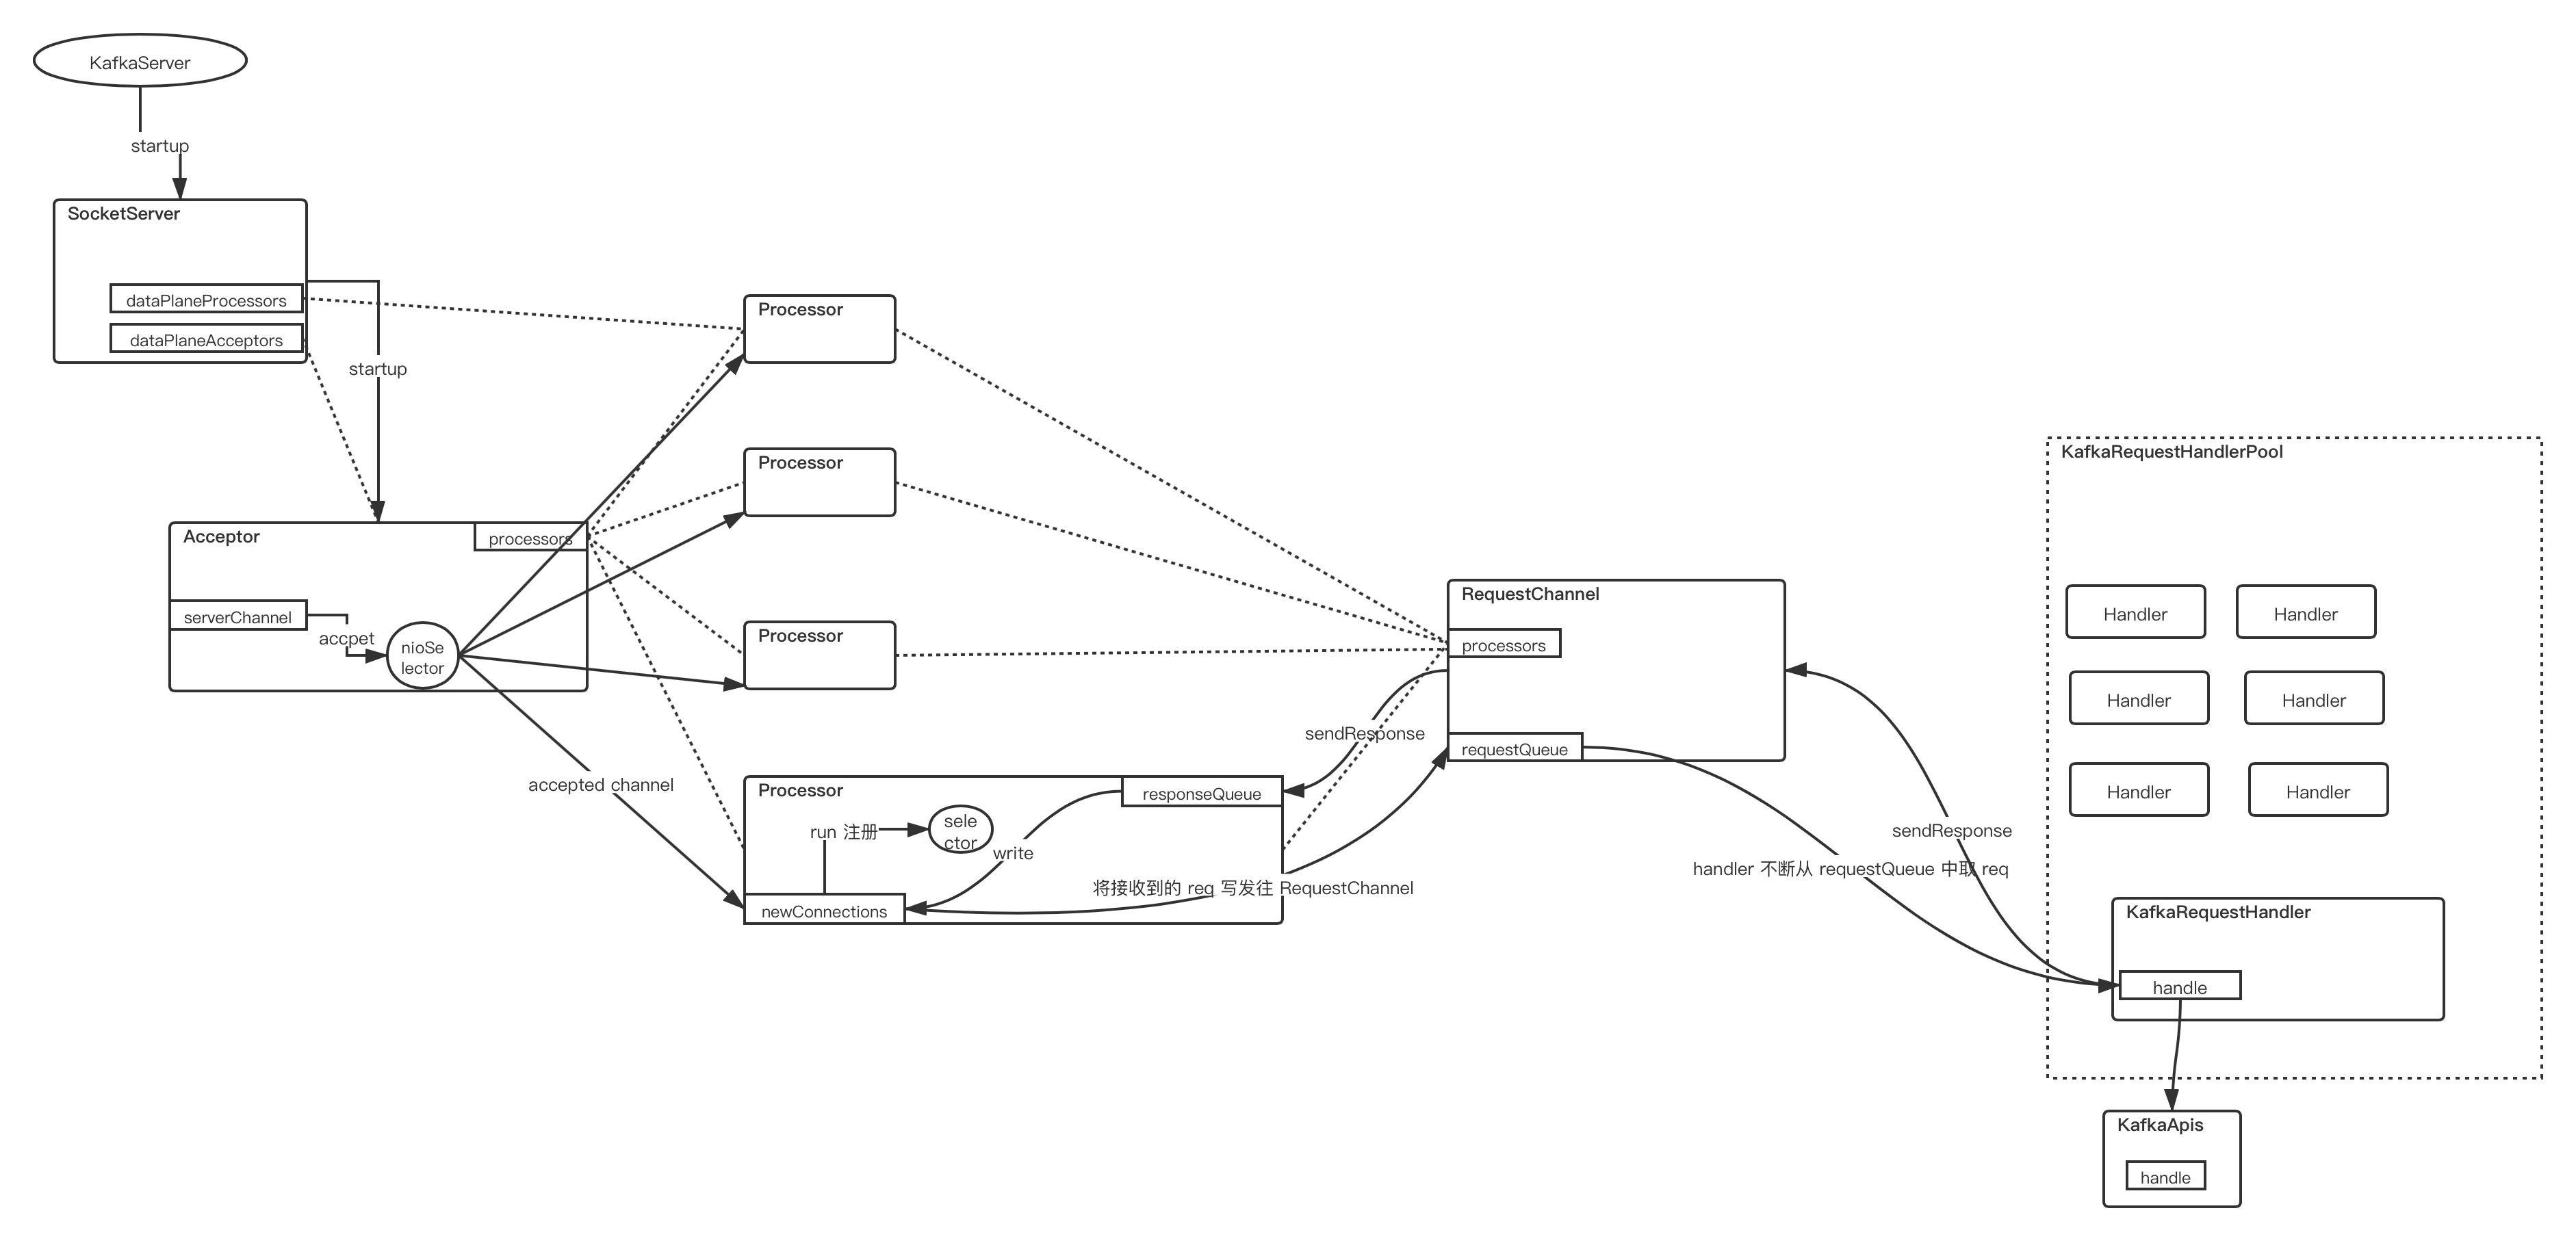 KafkaServer
startup
SocketServer
dataPlaneProcessors
dataPlaneAcceptors
startup
Processor
Processor
Processor
Acceptor
processors
serverChannel
accpet
nioSe
lector
accepted channel
Processor
responseQueue
run 注册
sele
ctor
write
newConnections
将接收到的 req 写发往 RequestChannel
sendResponse
RequestChannel
processors
requestQueue
sendResponse
handler 不断从 requestQueue 中取 req
KafkaRequestHandlerPool
Handler
Handler
Handler
Handler
Handler
Handler
KafkaRequestHandler
handle
KafkaApis
handle